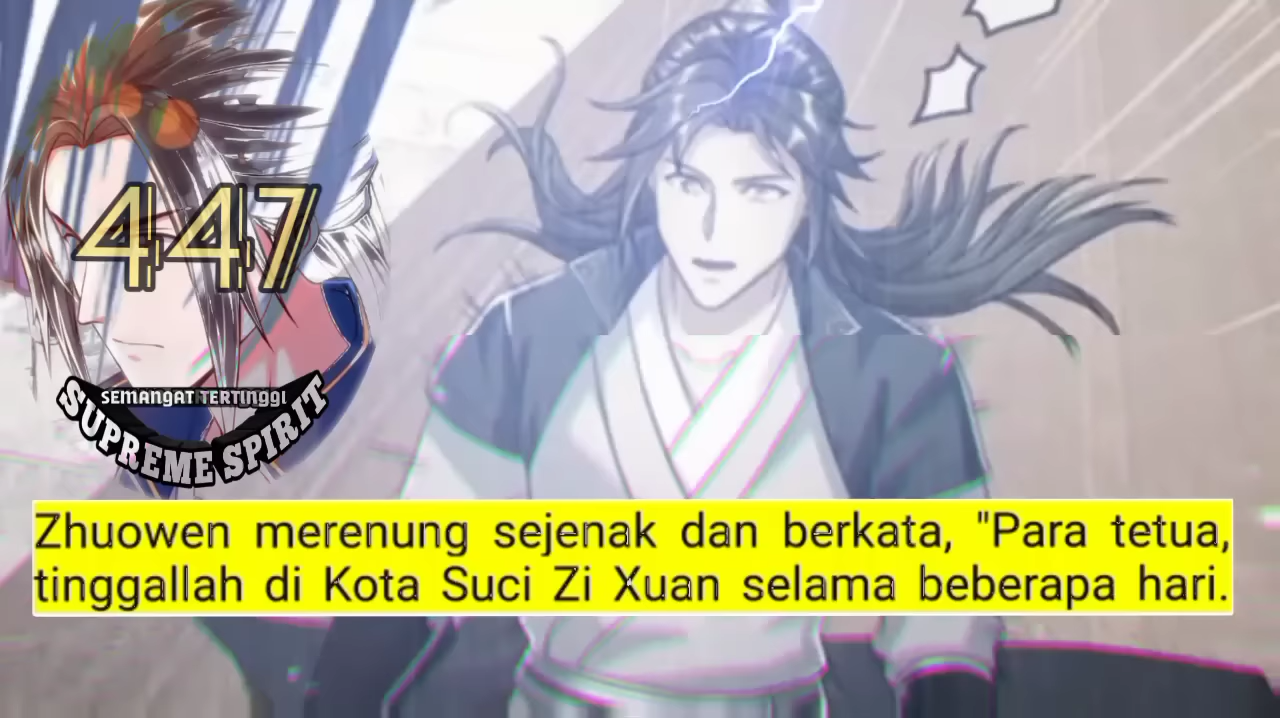 447
SEMANGAT TERTINGGI
SUPREME SPIRIT
Zhuowen merenung sejenak dan berkata, "Para tetua,
tinggallah di Kota Suci Zi Xuan selama beberapa hari.